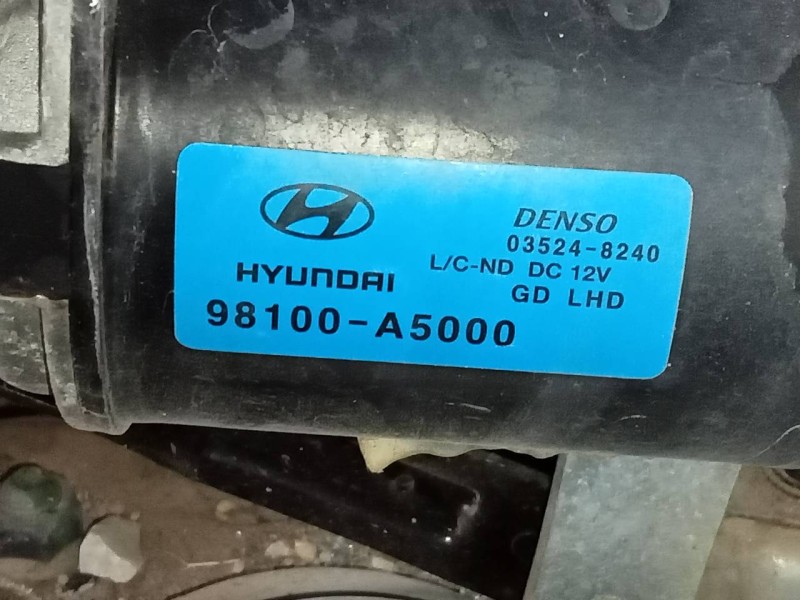 HYUNDAI
98100-A5000
DENSO
03524-8240
L/C-ND DC 12V
GD LHD